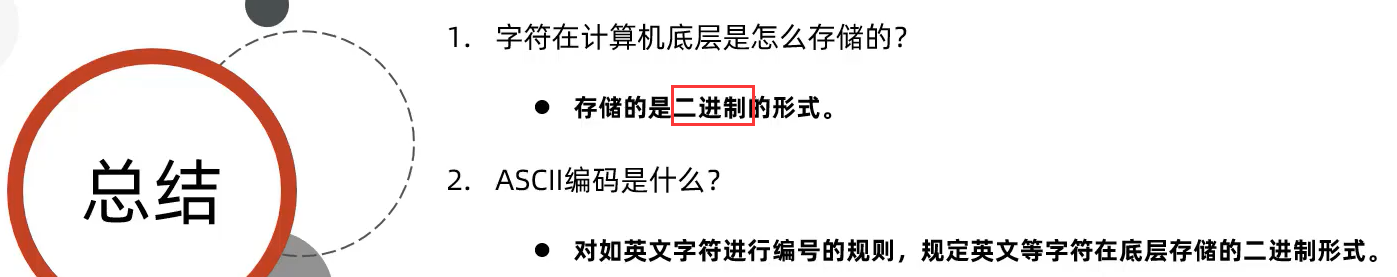 总结
1. 字符在计算机底层是怎么存储的？
● 存储的是二进制的形式。
2. ASCII编码是什么？
● 对如英文字符进行编号的规则，规定英文等字符在底层存储的二进制形式。